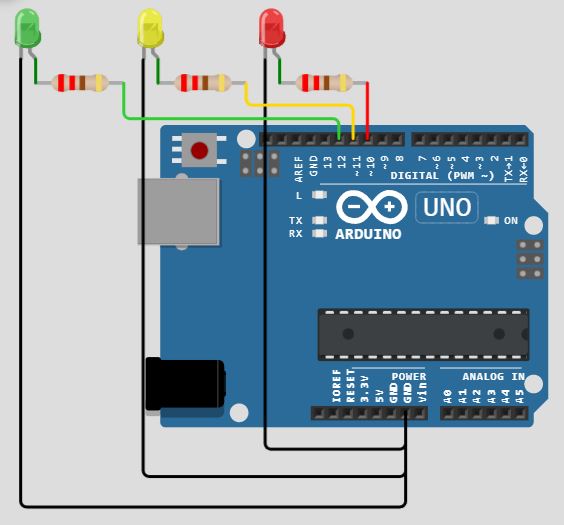 AREF
GND
13
12
~11
~10
~9
8
7
~6
~5
4
~3
2
TX→1
RX←0
DIGITAL (PWM ~)
L
TX
RX
UNO
ON
ARDUINO
POWER
ANALOG IN
IOREF
RESET
3.3V
5V
GND
GND
Vin
A0
A1
A2
A3
A4
A5